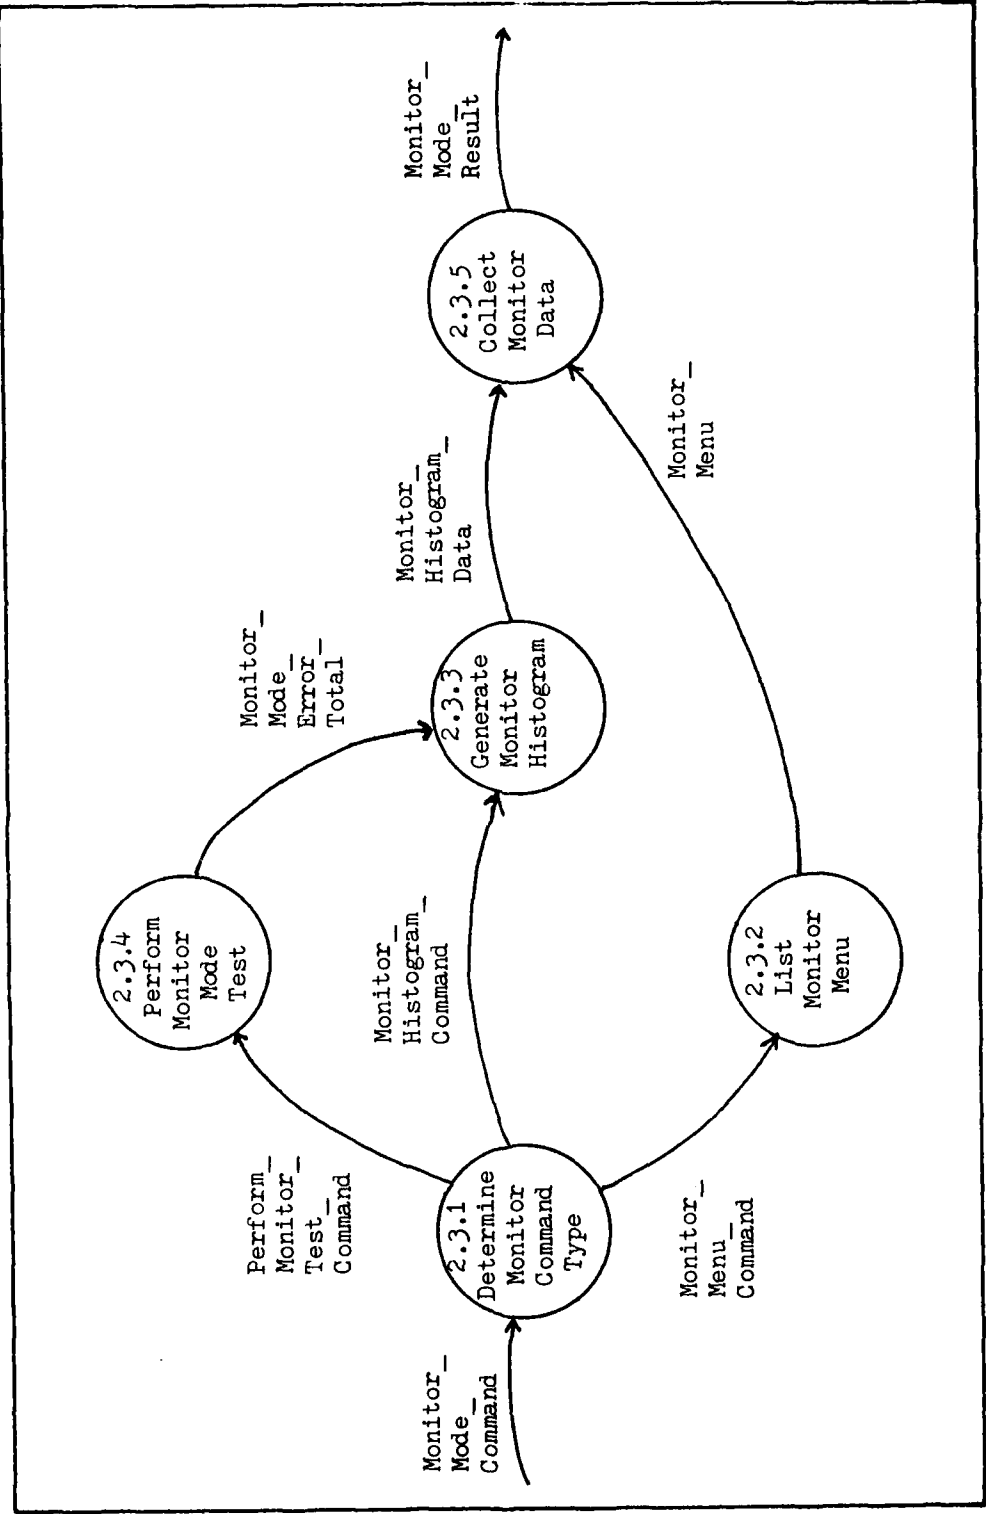 Monitor_
Mode_
Command
2.3.1
Determine
Monitor
Command
Type
Perform_
Monitor_
Test_
Command
Monitor_
Histogram_
Command
Monitor_
Menu_
Command
2.3.4
Perform
Monitor
Mode
Test
2.3.2
List
Monitor
Menu
Monitor_
Mode_
Error_
Total
2.3.3
Generate
Monitor
Histogram
Monitor_
Histogram_
Data
Monitor_
Menu
2.3.5
Collect
Monitor
Data
Monitor_
Mode_
Result